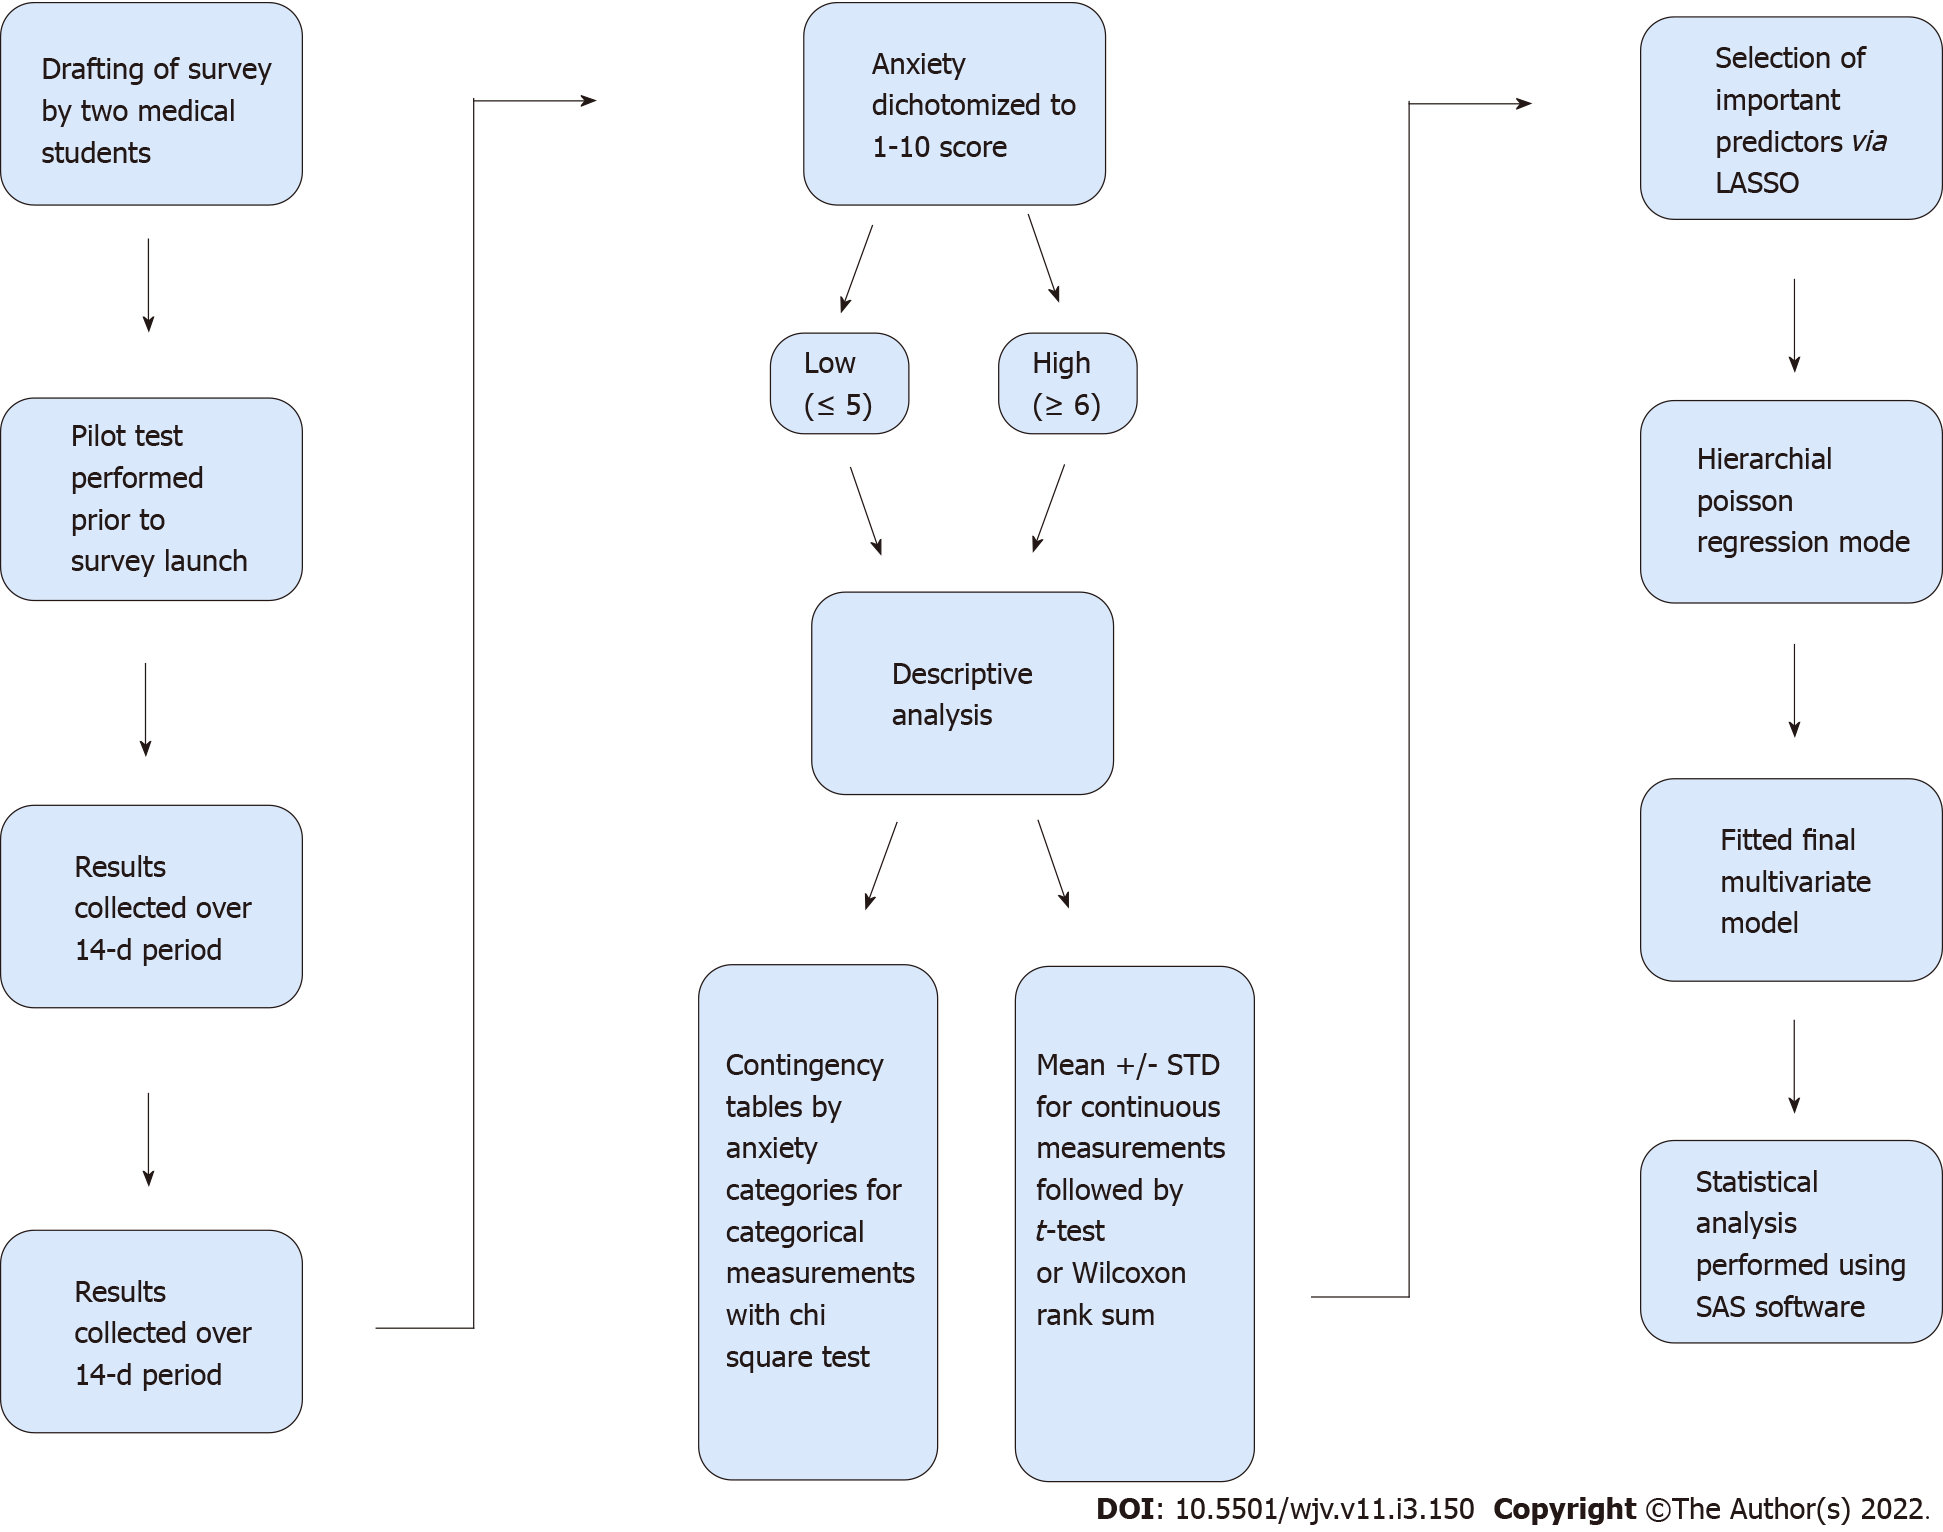 Drafting of survey
by two medical
students
Pilot test
performed
prior to
survey launch
Results
collected over
14-d period
Results
collected over
14-d period
Anxiety
dichotomized to
1-10 score
Low
(≤ 5)
High
(≥ 6)
Descriptive
analysis
Contingency
tables by
anxiety
categories for
categorical
measurements
with chi
square test
Mean +/- STD
for continuous
measurements
followed by
t-test
or Wilcoxon
rank sum
Selection of
important
predictors via
LASSO
Hierarchial
poisson
regression mode
Fitted final
multivariate
model
Statistical
analysis
performed using
SAS software
DOI: 10.5501/wjv.v11.i3.150 Copyright ©The Author(s) 2022.